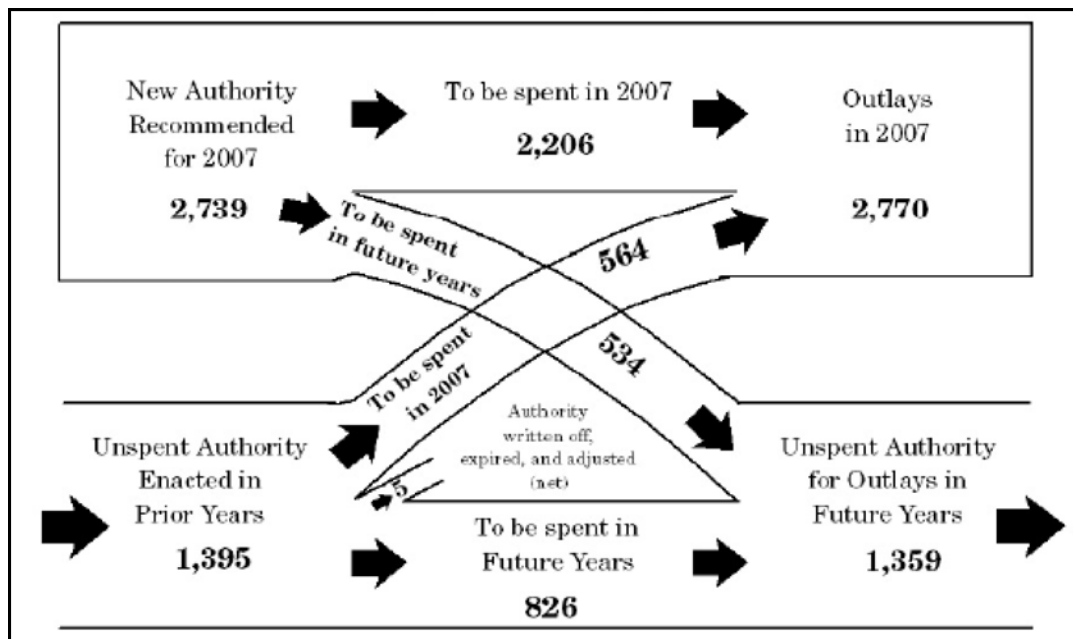 New Authority
Recommended
for 2007
2,739
To be spent in 2007
2,206
Outlays
in 2007
2,770
To be spent
in future years
534
To be spent
in 2007
564
Authority
written off,
expired, and adjusted
(net)
5
Unspent Authority
Enacted in
Prior Years
1,395
To be spent in
Future Years
826
Unspent Authority
for Outlays in
Future Years
1,359